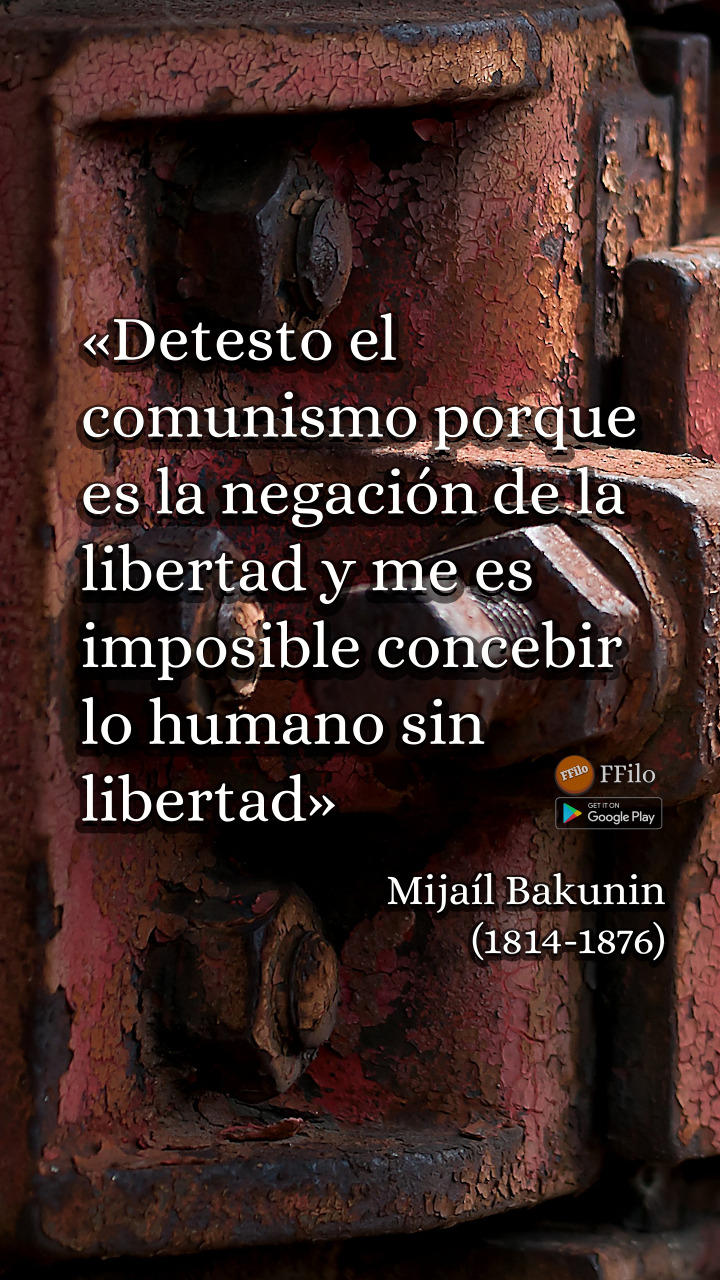 «Detesto el
comunismo porque
es la negación de la
libertad y me es
imposible concebir
lo humano sin
libertad»
FFilo FFilo
GET IT ON
Google Play
Mijaíl Bakunin
(1814-1876)